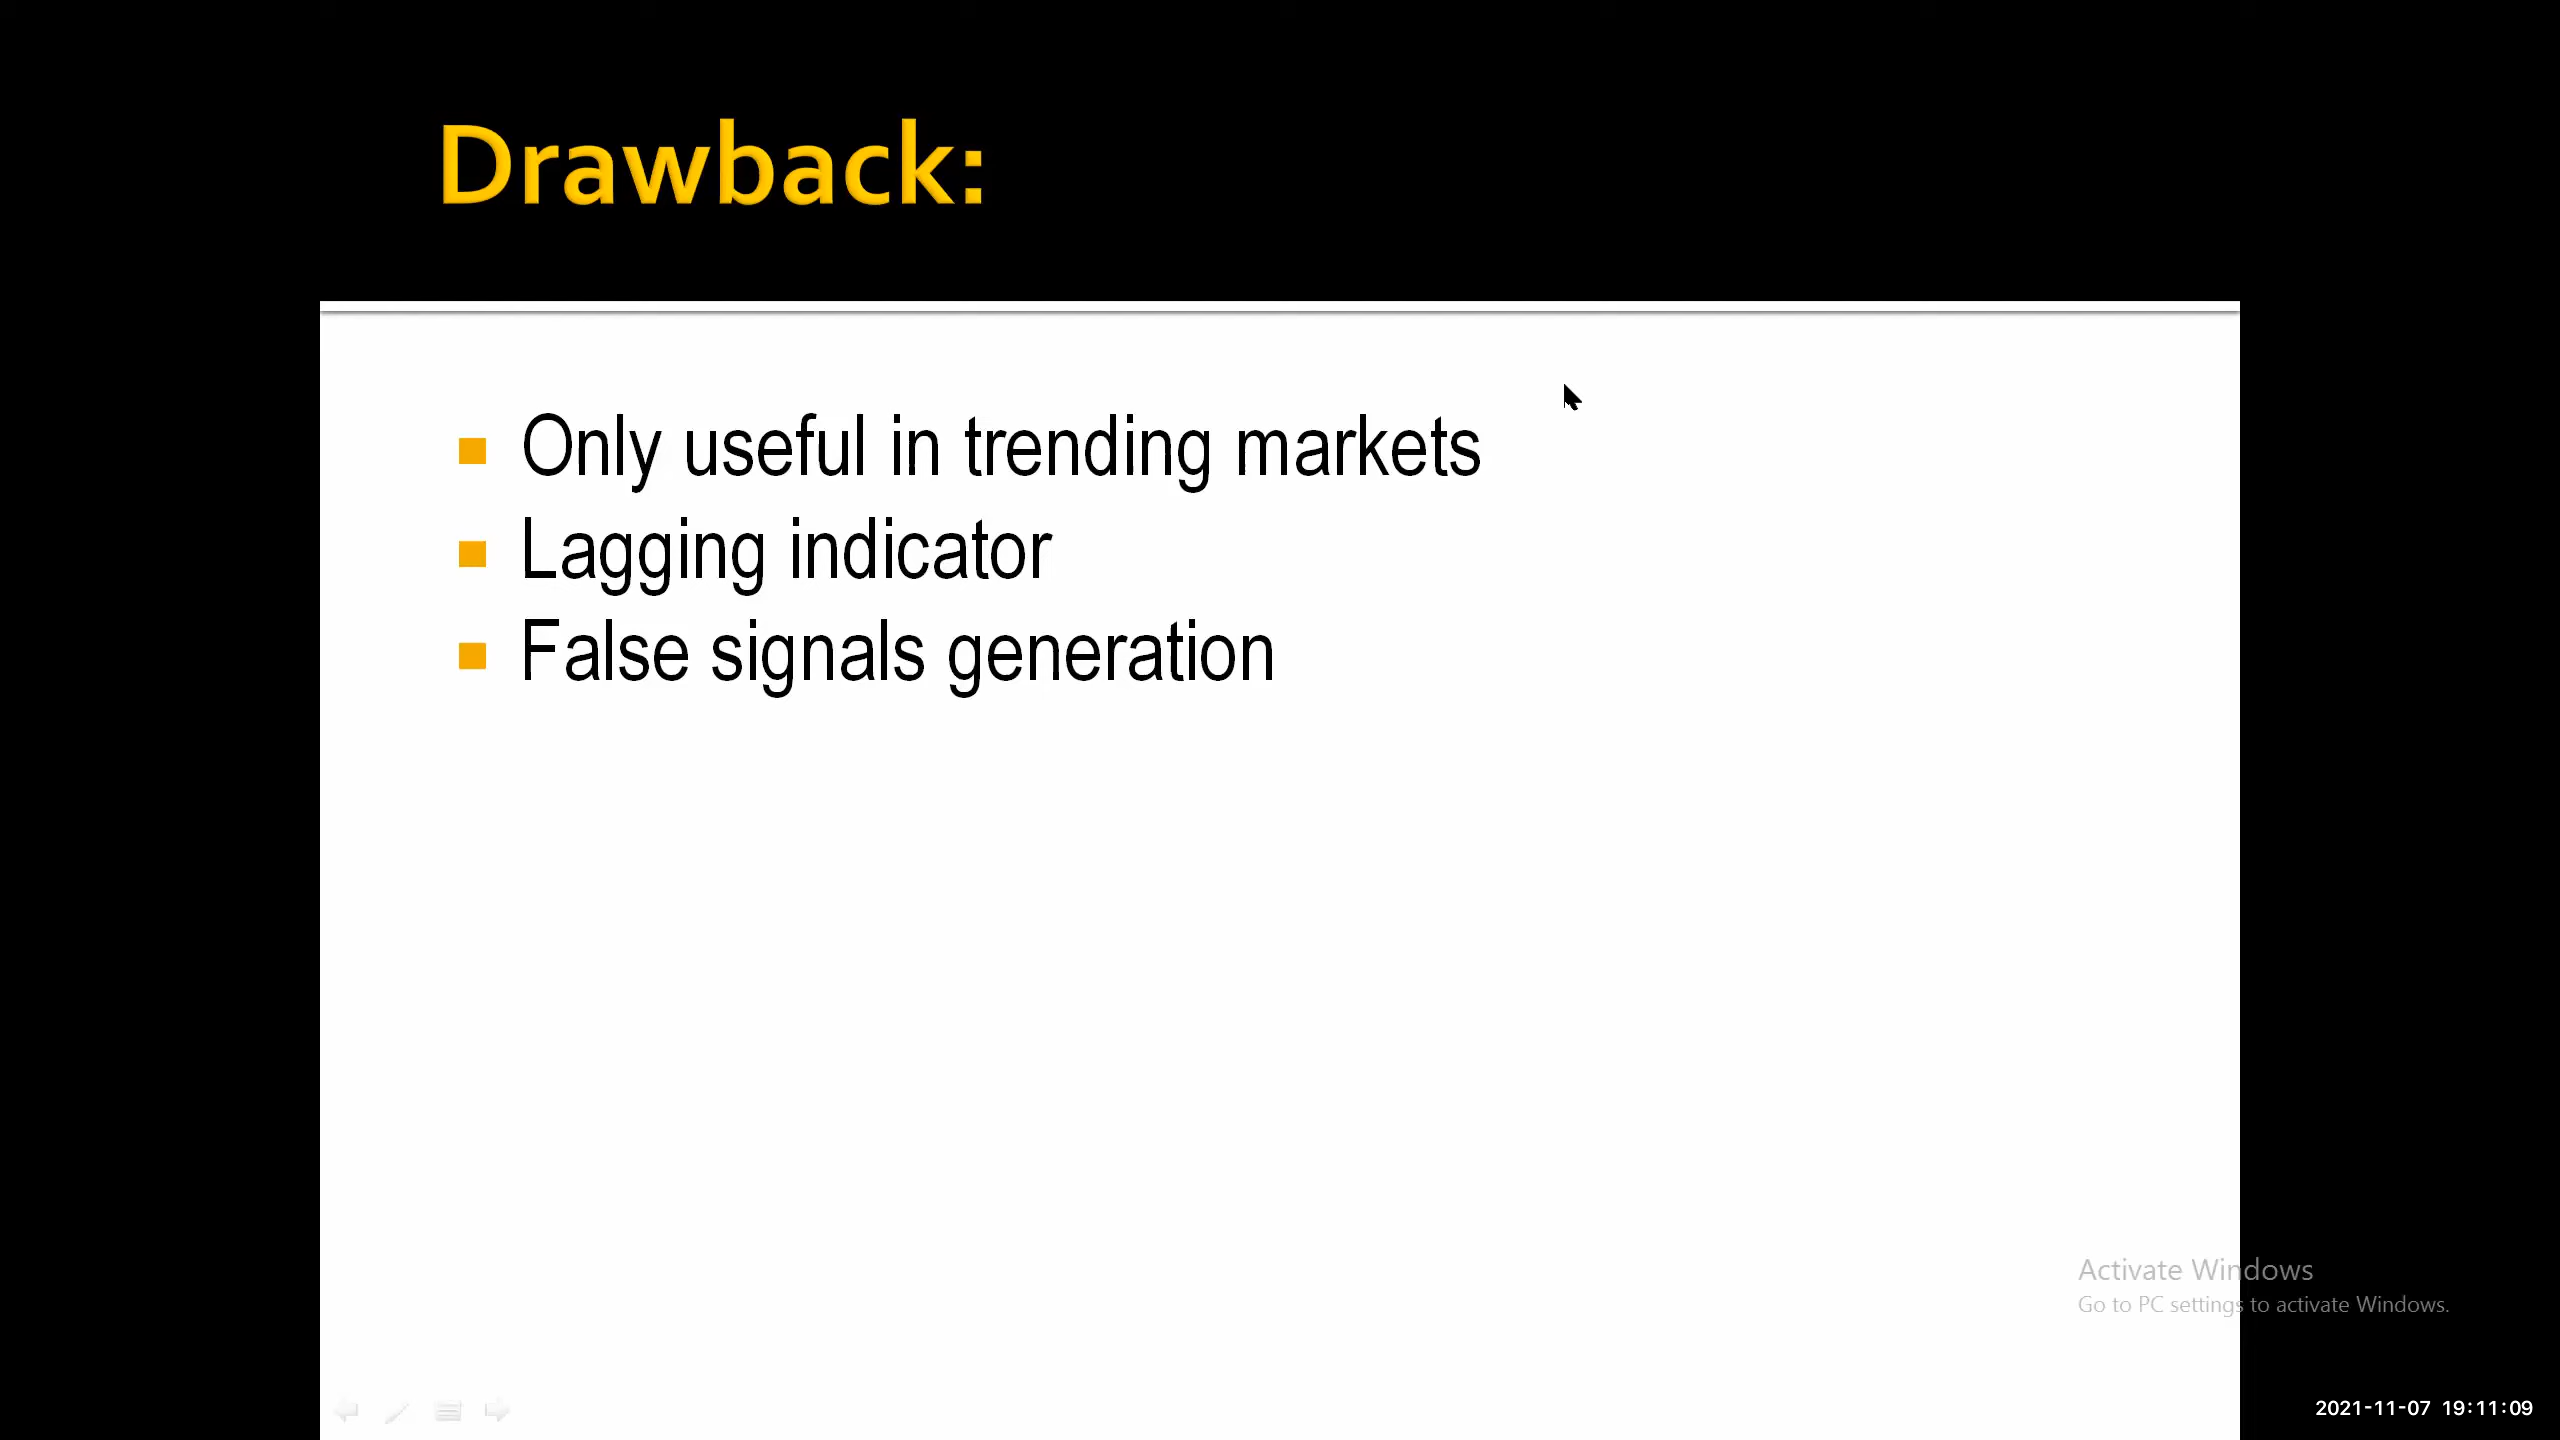 Drawback:
Only useful in trending markets
Lagging indicator
False signals generation
Activate Windows
Go to PC settings to activate Windows.
2021-11-07 19:11:09